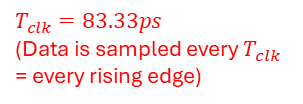 T_clk = 83.33ps
(Data is sampled every T_clk
= every rising edge)